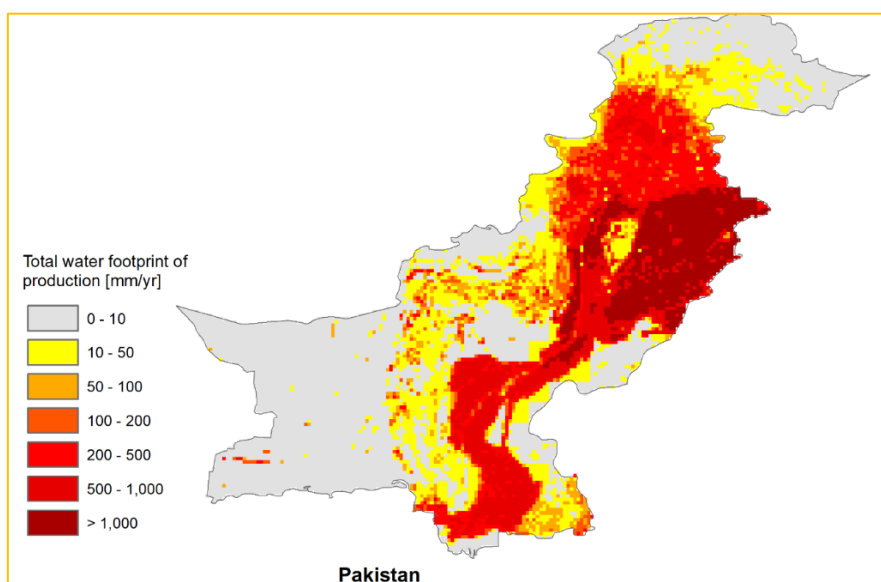 Total water footprint of
production [mm/yr]
0 - 10
10 - 50
50 - 100
100 - 200
200 - 500
500 - 1,000
> 1,000
Pakistan